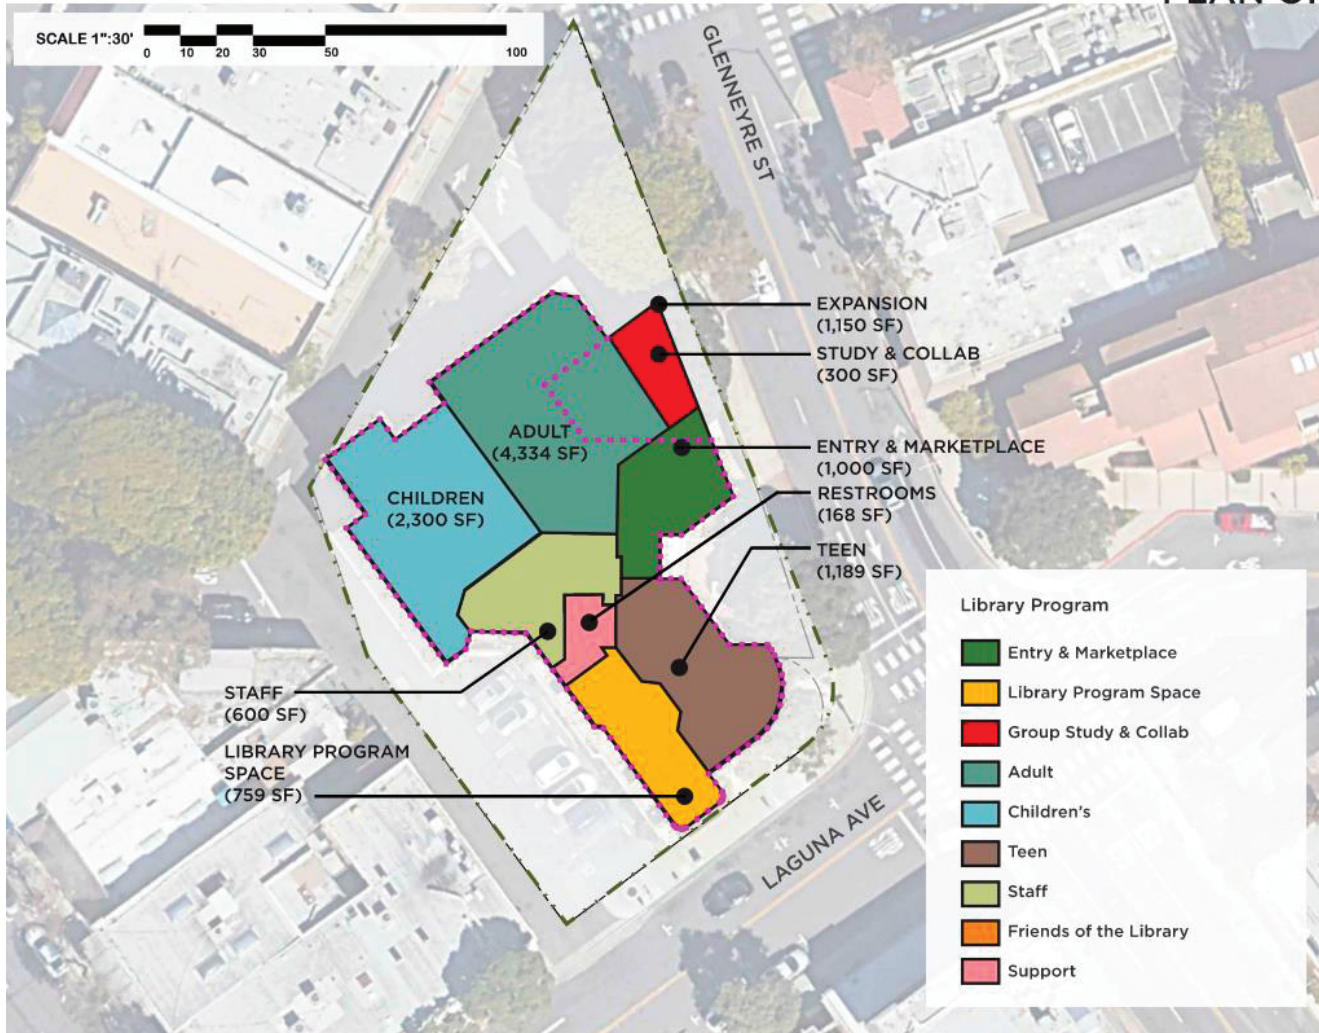 PLAN
SCALE 1":30'
0 10 20 30 50 100
GLENNEYRE ST
EXPANSION
(1,150 SF)
STUDY & COLLAB
(300 SF)
ENTRY & MARKETPLACE
(1,000 SF)
RESTROOMS
(168 SF)
TEEN
(1,189 SF)
ADULT
(4,334 SF)
CHILDREN
(2,300 SF)
STAFF
(600 SF)
LIBRARY PROGRAM
SPACE
(759 SF)
LAGUNA AVE
Library Program
Entry & Marketplace
Library Program Space
Group Study & Collab
Adult
Children's
Teen
Staff
Friends of the Library
Support